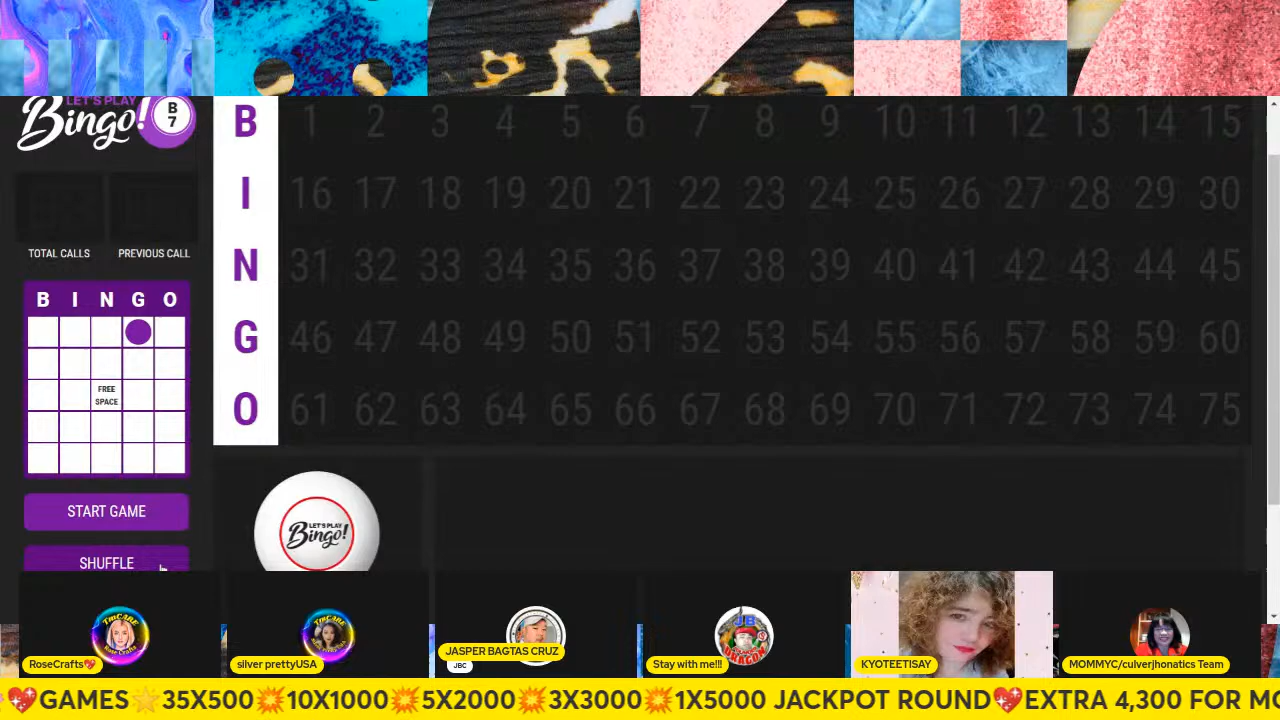 LET'S PLAY
Bingo!
B
7
TOTAL CALLS
PREVIOUS CALL
B I N G O
FREE
SPACE
START GAME
SHUFFLE
B 1 2 3 4 5 6 7 8 9 10 11 12 13 14 15
I 16 17 18 19 20 21 22 23 24 25 26 27 28 29 30
N 31 32 33 34 35 36 37 38 39 40 41 42 43 44 45
G 46 47 48 49 50 51 52 53 54 55 56 57 58 59 60
O 61 62 63 64 65 66 67 68 69 70 71 72 73 74 75
LET'S PLAY
Bingo!
RoseCrafts💖
silver prettyUSA
JASPER BAGTAS CRUZ
JBC
JB
DRAGON
Stay with me!!!
KYOTEETISAY
MOMMYC/culverjhonatics Team
💖GAMES🌟35X500💥10X1000💥5X2000💥3X3000💥1X5000 JACKPOT ROUND💖EXTRA 4,300 FOR MO